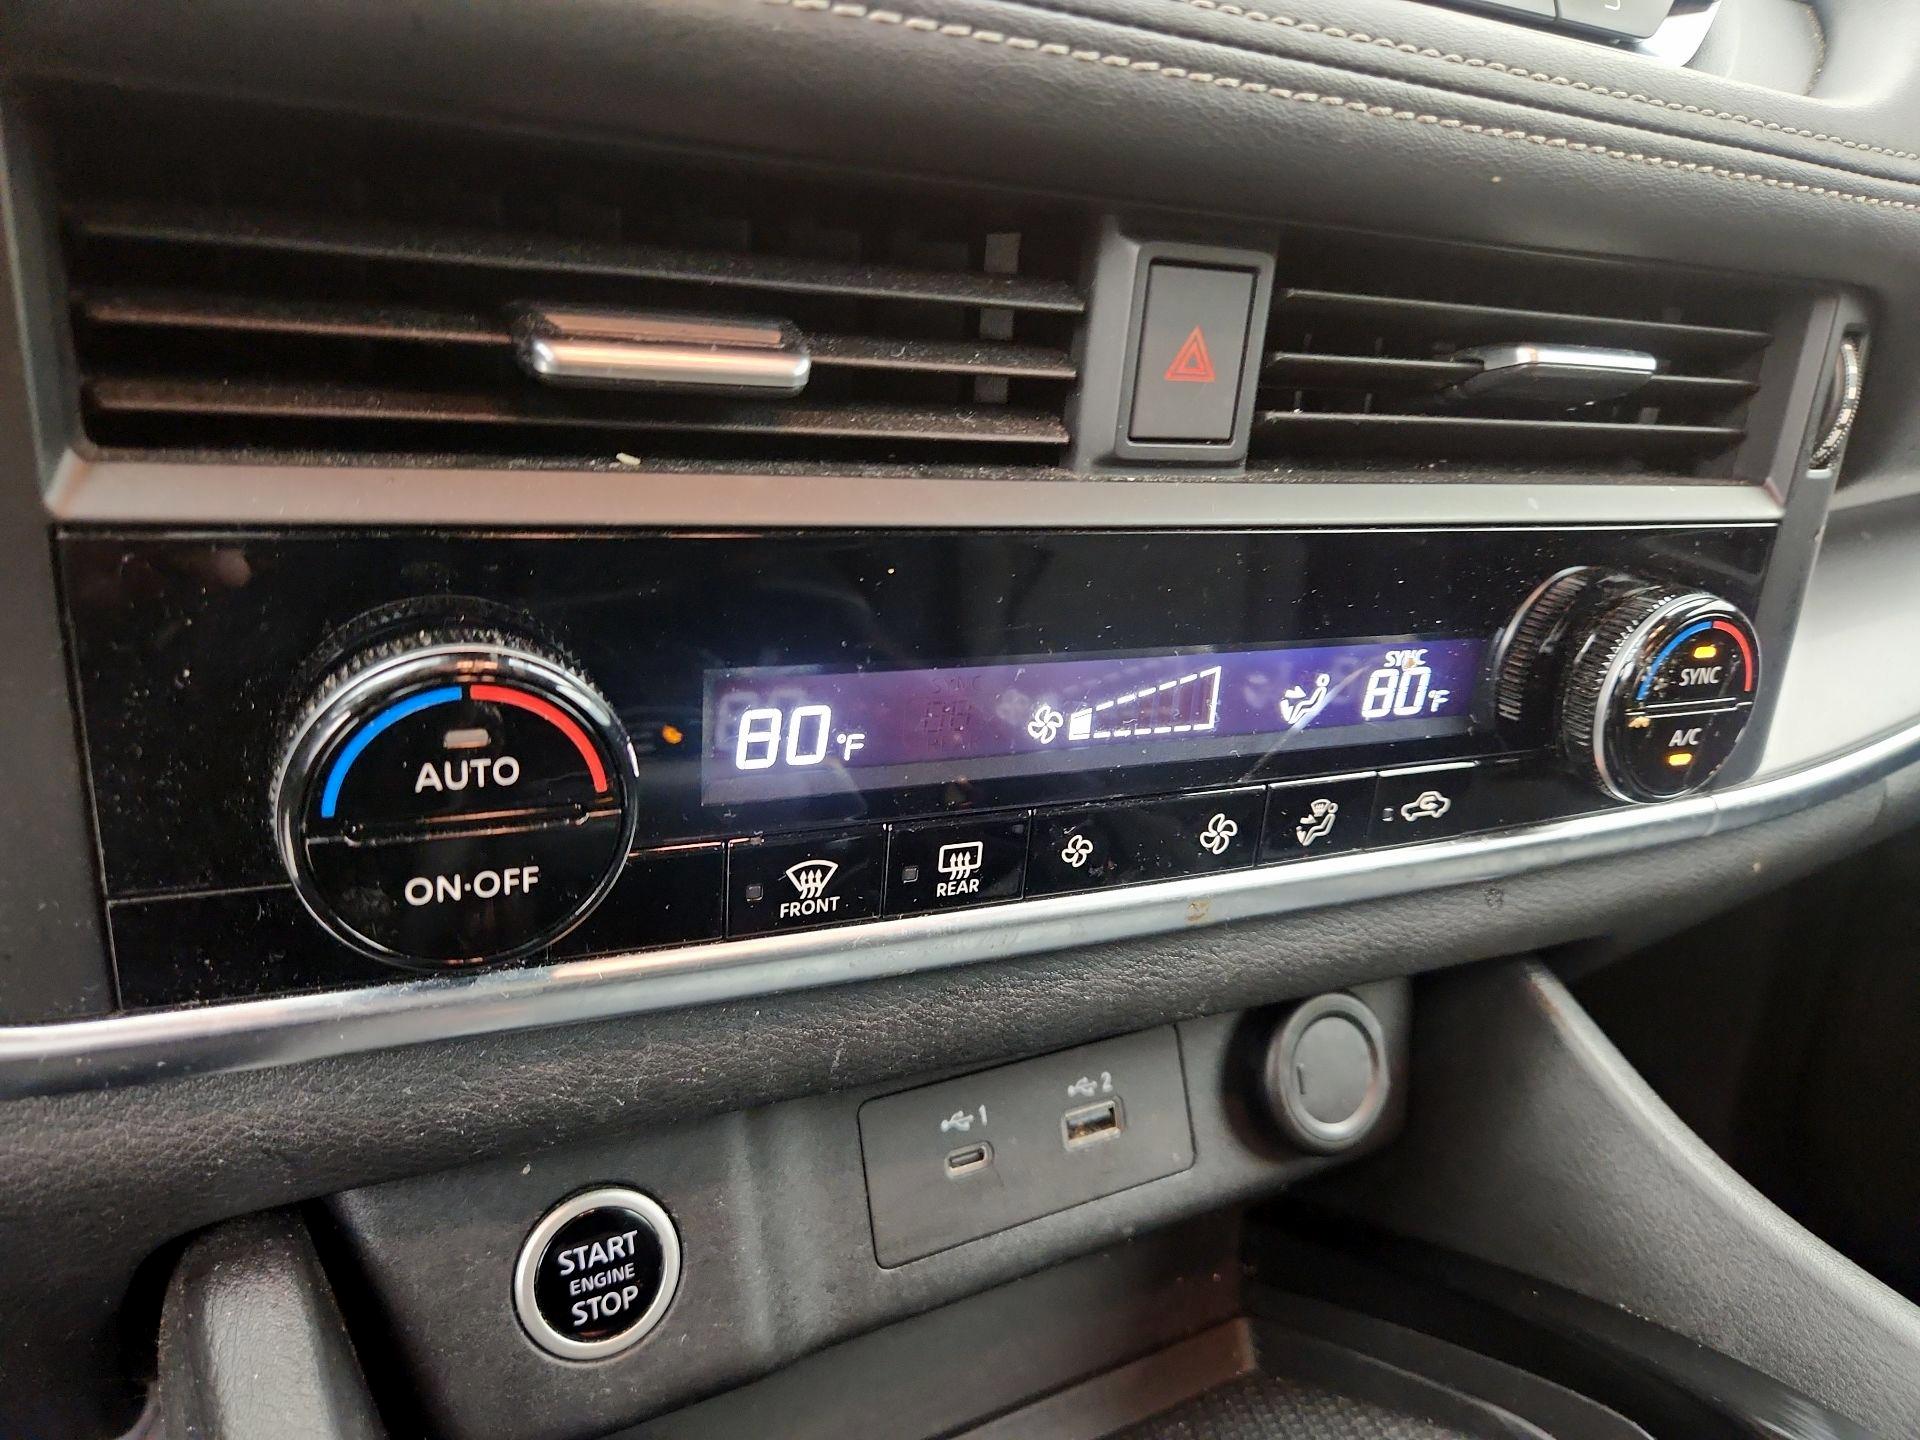 AUTO
ON·OFF
80°F
SYNC
80°F
SYNC
A/C
FRONT
REAR
1
2
START
ENGINE
STOP